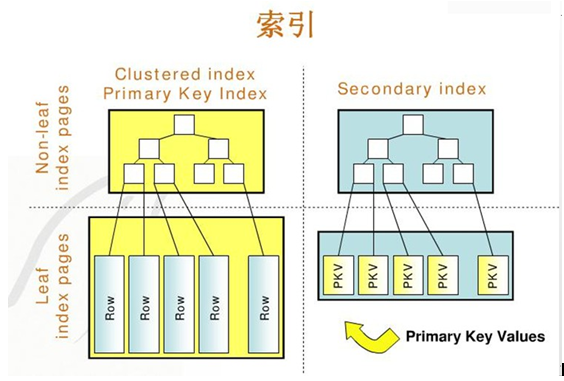 索引
Clustered index
Primary Key Index
Secondary index
Non-leaf
index pages
Leaf
index pages
Row
Row
Row
Row
Row
PKV
PKV
PKV
PKV
PKV
Primary Key Values